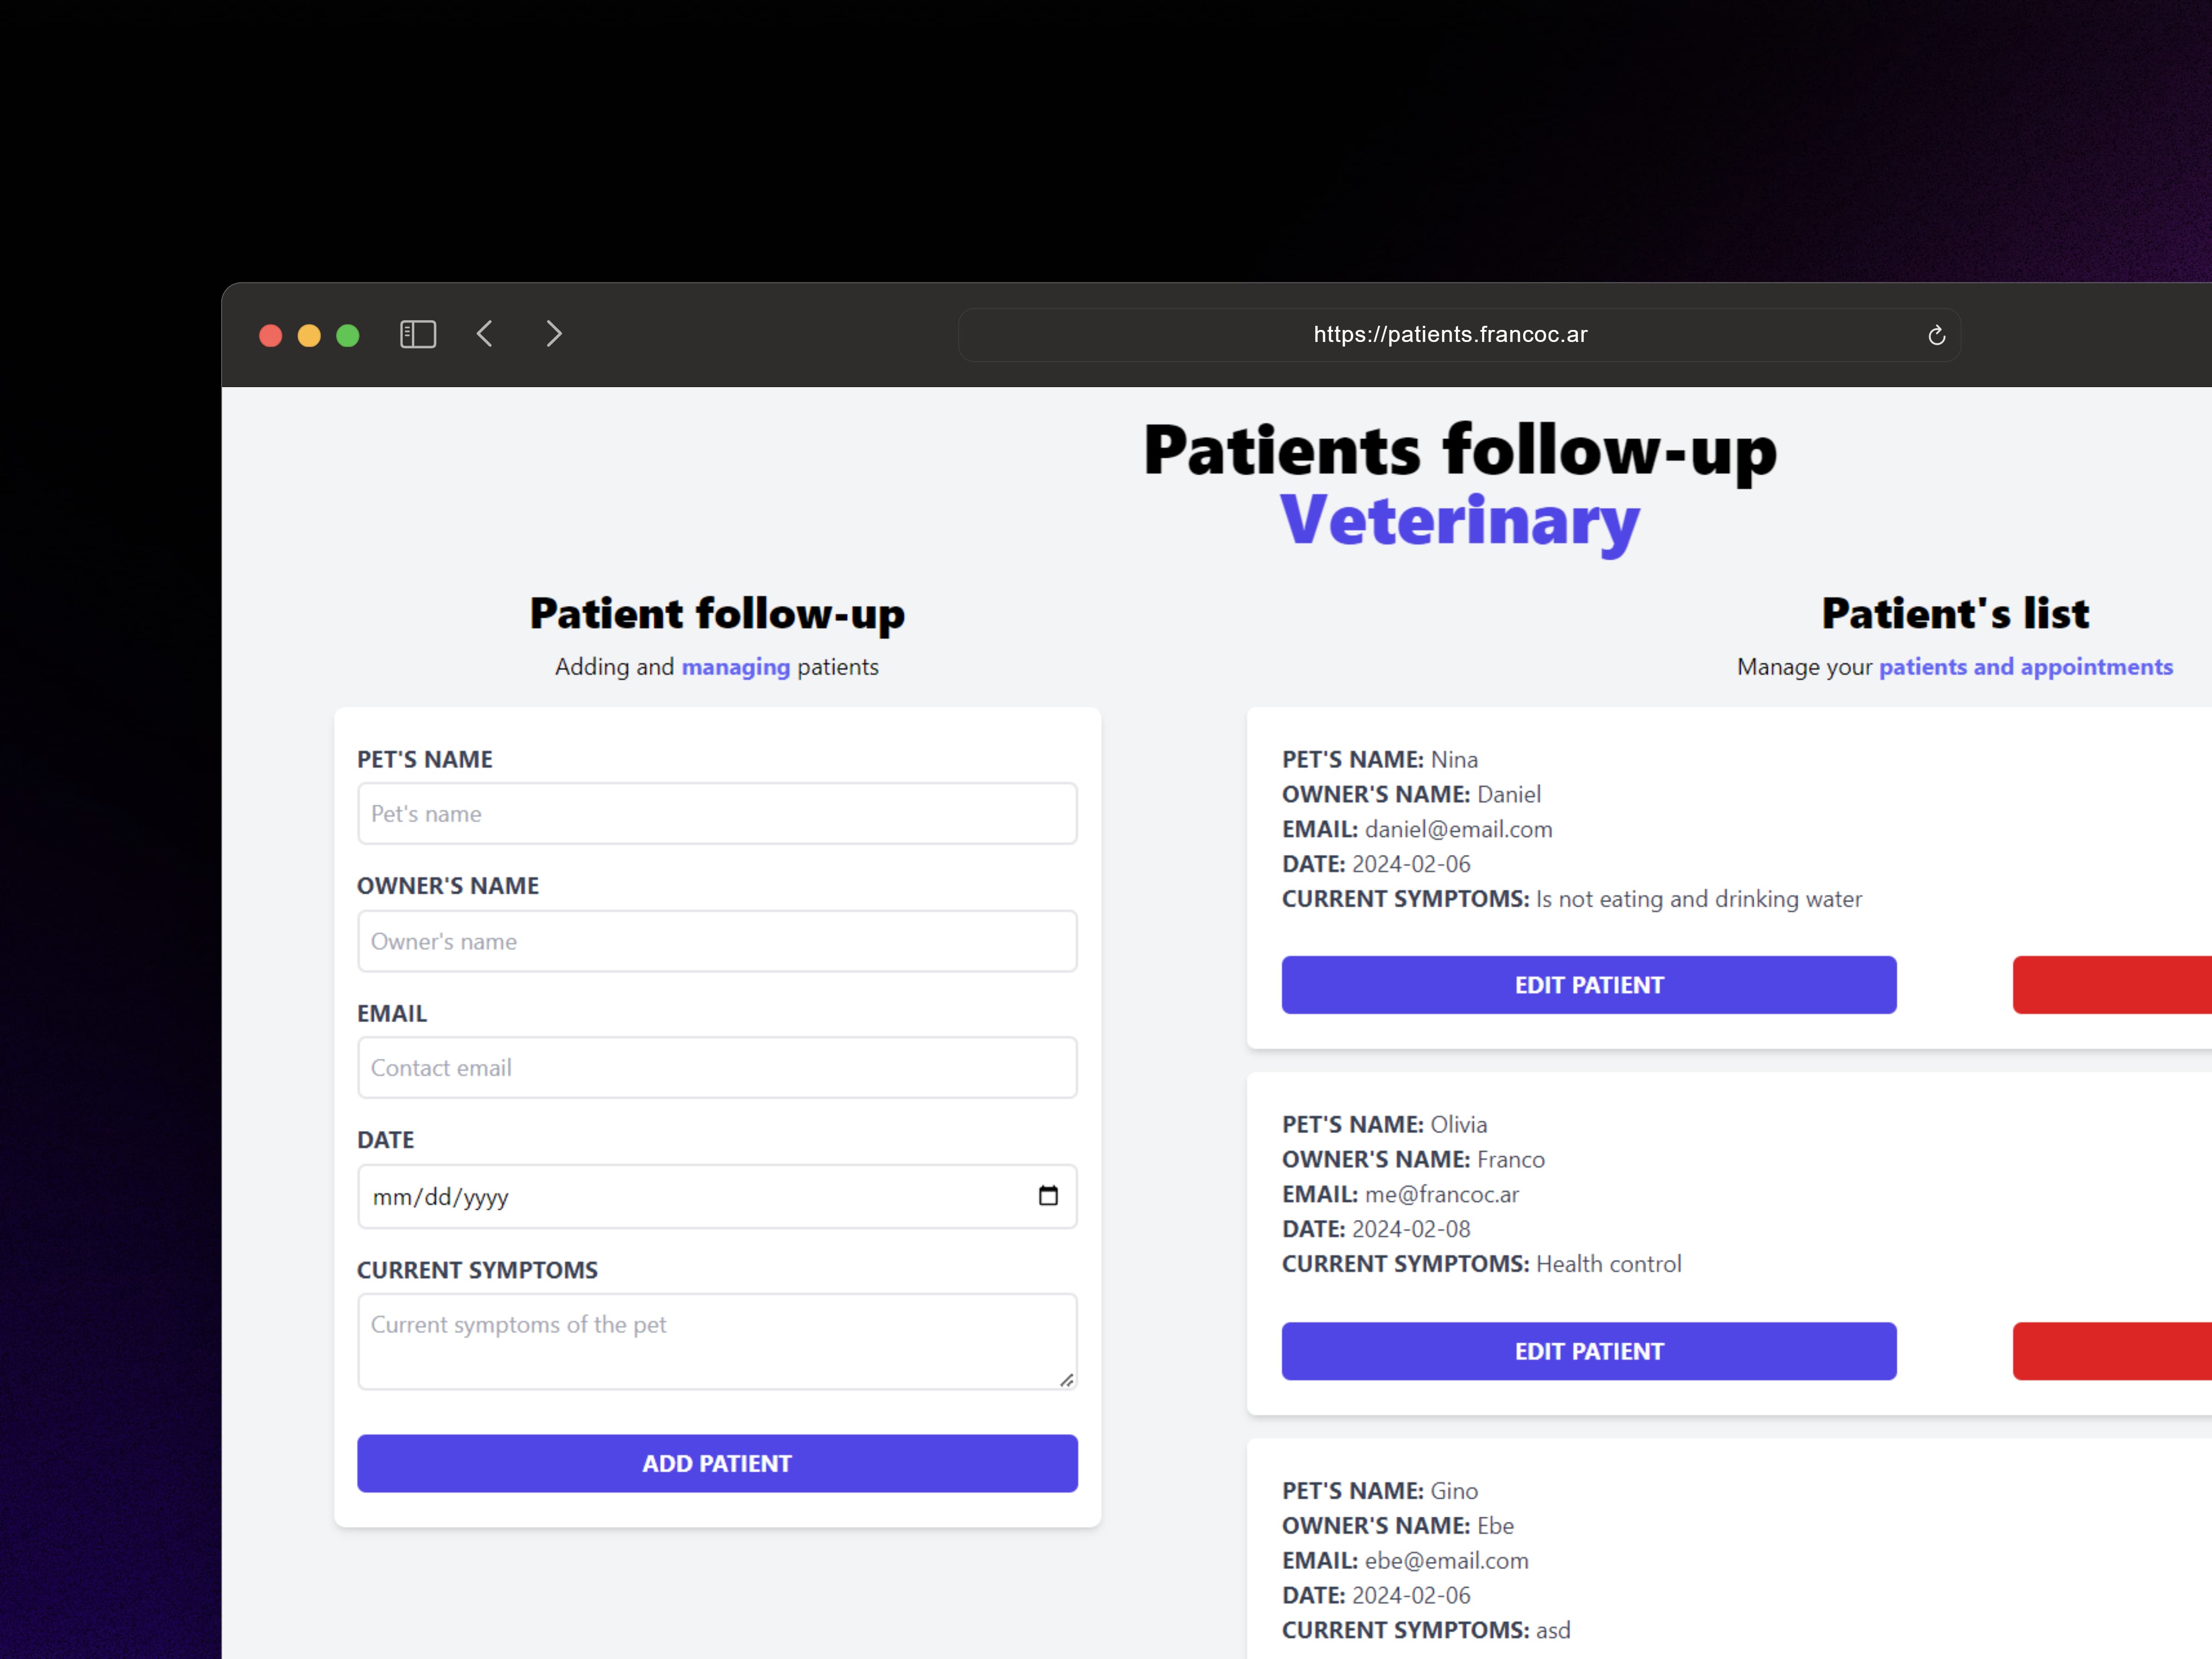 https://patients.francoc.ar
Patients follow-up
Veterinary
Patient follow-up
Adding and managing patients
PET'S NAME
Pet's name
OWNER'S NAME
Owner's name
EMAIL
Contact email
DATE
mm/dd/yyyy
CURRENT SYMPTOMS
Current symptoms of the pet
ADD PATIENT
Patient's list
Manage your patients and appointments
PET'S NAME: Nina
OWNER'S NAME: Daniel
EMAIL: daniel@email.com
DATE: 2024-02-06
CURRENT SYMPTOMS: Is not eating and drinking water
EDIT PATIENT
PET'S NAME: Olivia
OWNER'S NAME: Franco
EMAIL: me@francoc.ar
DATE: 2024-02-08
CURRENT SYMPTOMS: Health control
EDIT PATIENT
PET'S NAME: Gino
OWNER'S NAME: Ebe
EMAIL: ebe@email.com
DATE: 2024-02-06
CURRENT SYMPTOMS: asd